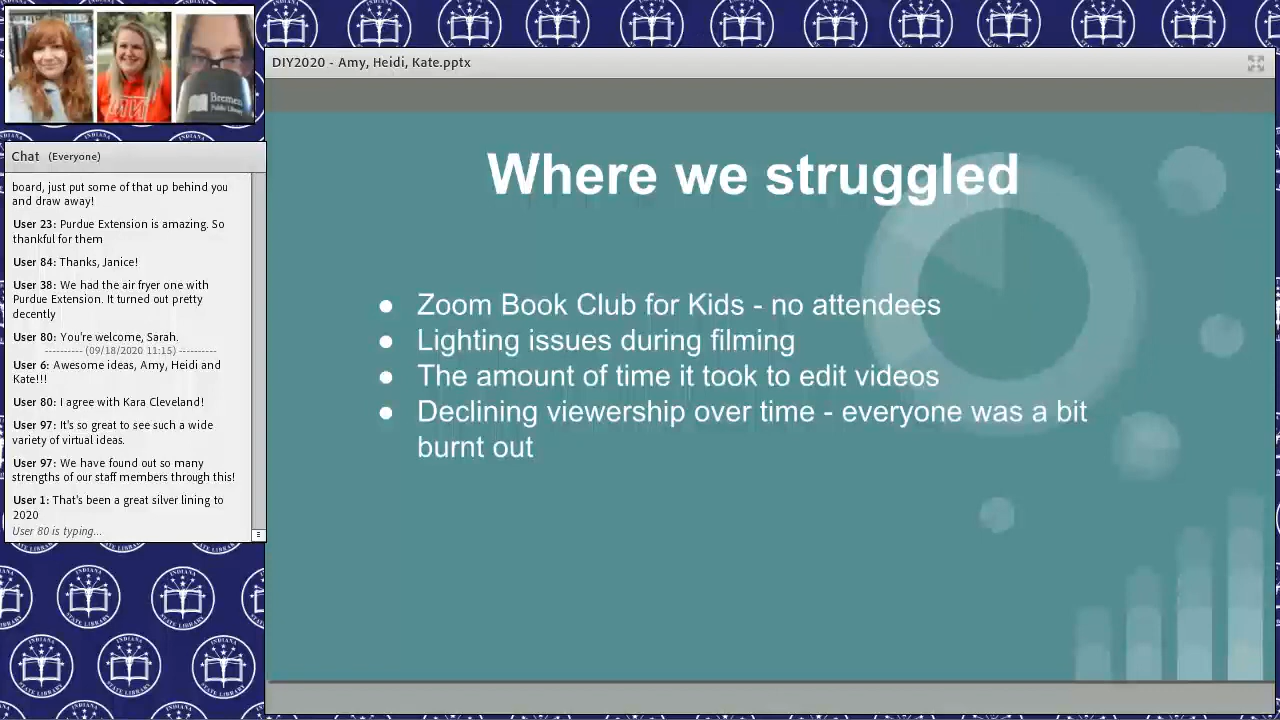 Bremen
Public Library
DIY2020 - Amy, Heidi, Kate.pptx
Chat (Everyone)
board, just put some of that up behind you
and draw away!
User 23: Purdue Extension is amazing. So
thankful for them
User 84: Thanks, Janice!
User 38: We had the air fryer one with
Purdue Extension. It turned out pretty
decently
User 80: You're welcome, Sarah.
---------- (09/18/2020 11:15) ----------
User 6: Awesome ideas, Amy, Heidi and
Kate!!!
User 80: I agree with Kara Cleveland!
User 97: It's so great to see such a wide
variety of virtual ideas.
User 97: We have found out so many
strengths of our staff members through this!
User 1: That's been a great silver lining to
2020
User 80 is typing...
Where we struggled
● Zoom Book Club for Kids - no attendees
● Lighting issues during filming
● The amount of time it took to edit videos
● Declining viewership over time - everyone was a bit
burnt out
INDIANA
STATE LIBRARY